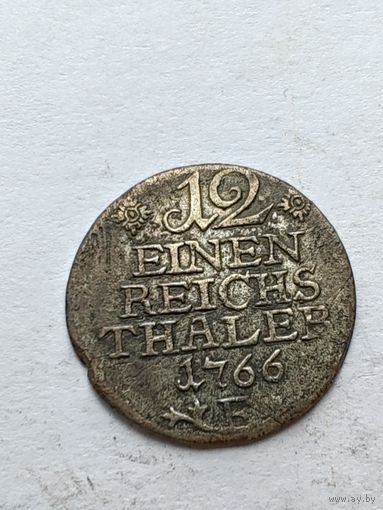 12
EINEN
REICHS
THALER
1766
E
www.ay.by